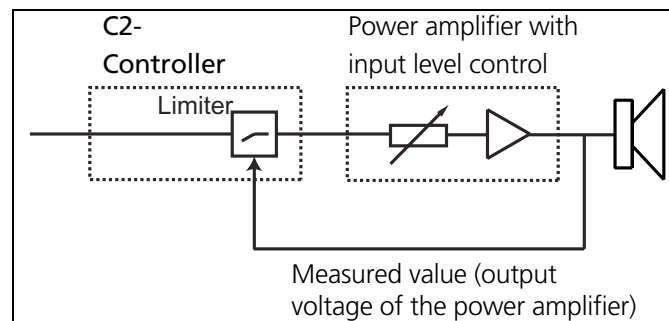 C2-
Controller
Power amplifier with
input level control
Limiter
Measured value (output
voltage of the power amplifier)